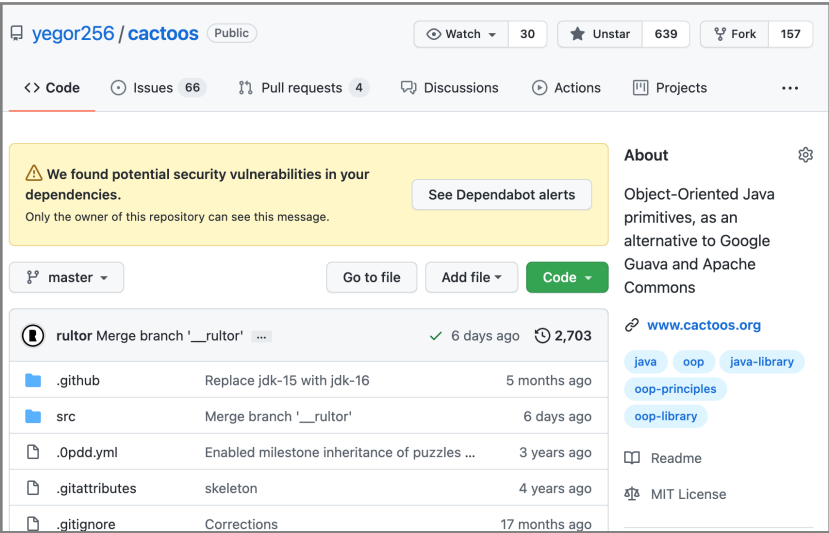 yegor256 / cactoos Public
Watch 30 Unstar 639 Fork 157
Code Issues 66 Pull requests 4 Discussions Actions Projects ...
We found potential security vulnerabilities in your
dependencies.
Only the owner of this repository can see this message.
See Dependabot alerts
master Go to file Add file Code
rultor Merge branch '__rultor' ... 6 days ago 2,703
.github Replace jdk-15 with jdk-16 5 months ago
src Merge branch '__rultor' 6 days ago
.0pdd.yml Enabled milestone inheritance of puzzles ... 3 years ago
.gitattributes skeleton 4 years ago
.gitignore Corrections 17 months ago
About
Object-Oriented Java
primitives, as an
alternative to Google
Guava and Apache
Commons
www.cactoos.org
java oop java-library
oop-principles
oop-library
Readme
MIT License